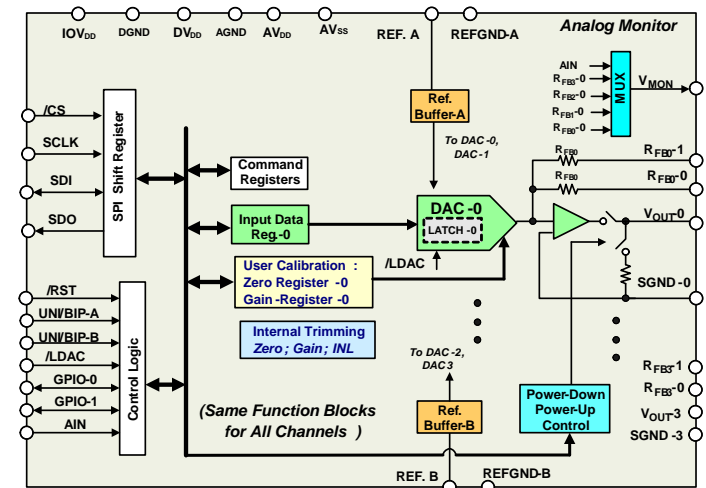 Analog Monitor
IOVDD
DGND
DVDD
AGND
AVDD
AVSS
REF. A
REFGND-A
/CS
SCLK
SDI
SDO
SPI Shift Register
/RST
UNI/BIP-A
UNI/BIP-B
/LDAC
GPIO-0
GPIO-1
AIN
Control Logic
Command
Registers
Input Data
Reg.-0
User Calibration :
Zero Register -0
Gain -Register -0
Internal Trimming
Zero ; Gain ; INL
(Same Function Blocks
for All Channels )
Ref.
Buffer-A
To DAC -0,
DAC -1
DAC -0
LATCH -0
/LDAC
To DAC -2,
DAC3
Ref.
Buffer-B
REF. B
REFGND-B
AIN
RFB3-0
RFB2-0
RFB1-0
RFB0-0
MUX
VMON
RFB0
RFB0-1
RFB0
RFB0-0
VOUT-0
SGND -0
Power-Down
Power-Up
Control
RFB3-1
RFB3-0
VOUT-3
SGND -3